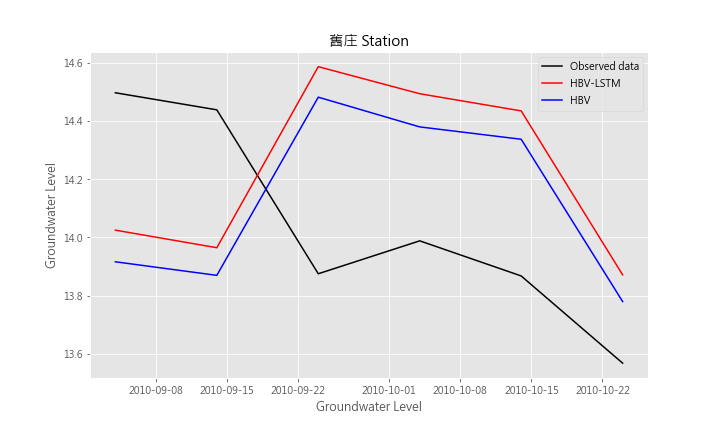 舊庄 Station
Observed data
HBV-LSTM
HBV
Groundwater Level
14.6
14.4
14.2
14.0
13.8
13.6
2010-09-08
2010-09-15
2010-09-22
2010-10-01
2010-10-08
2010-10-15
2010-10-22
Groundwater Level